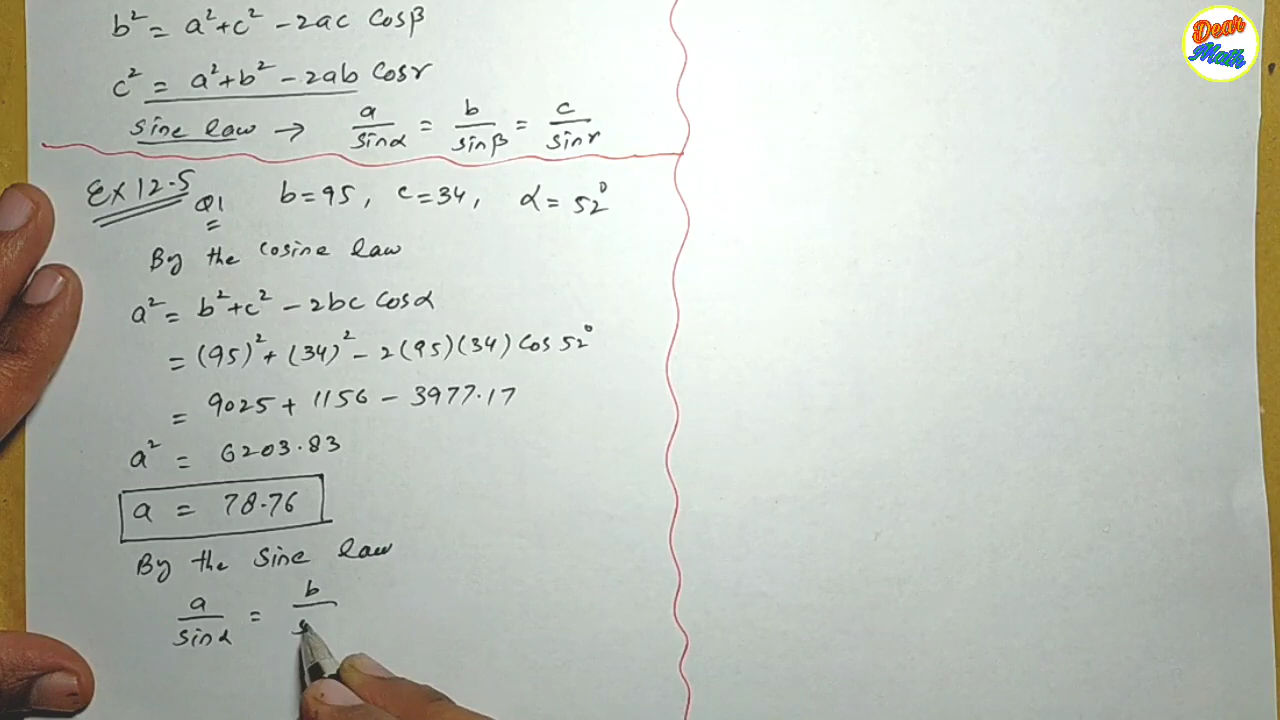 b² = a²+c² - 2ac Cosβ
c² = a²+b² - 2ab Cosγ
Sine law → a/sinα = b/sinβ = c/sinγ
Ex 12.5
Q1 b=95, c=34, α = 52°
By the Cosine law
a² = b²+c² - 2bc Cosα
= (95)² + (34)² - 2(95)(34) Cos 52°
= 9025 + 1156 - 3977.17
a² = 6203.83
a = 78.76
By the Sine law
a/sinα = b/s
Dear
Math